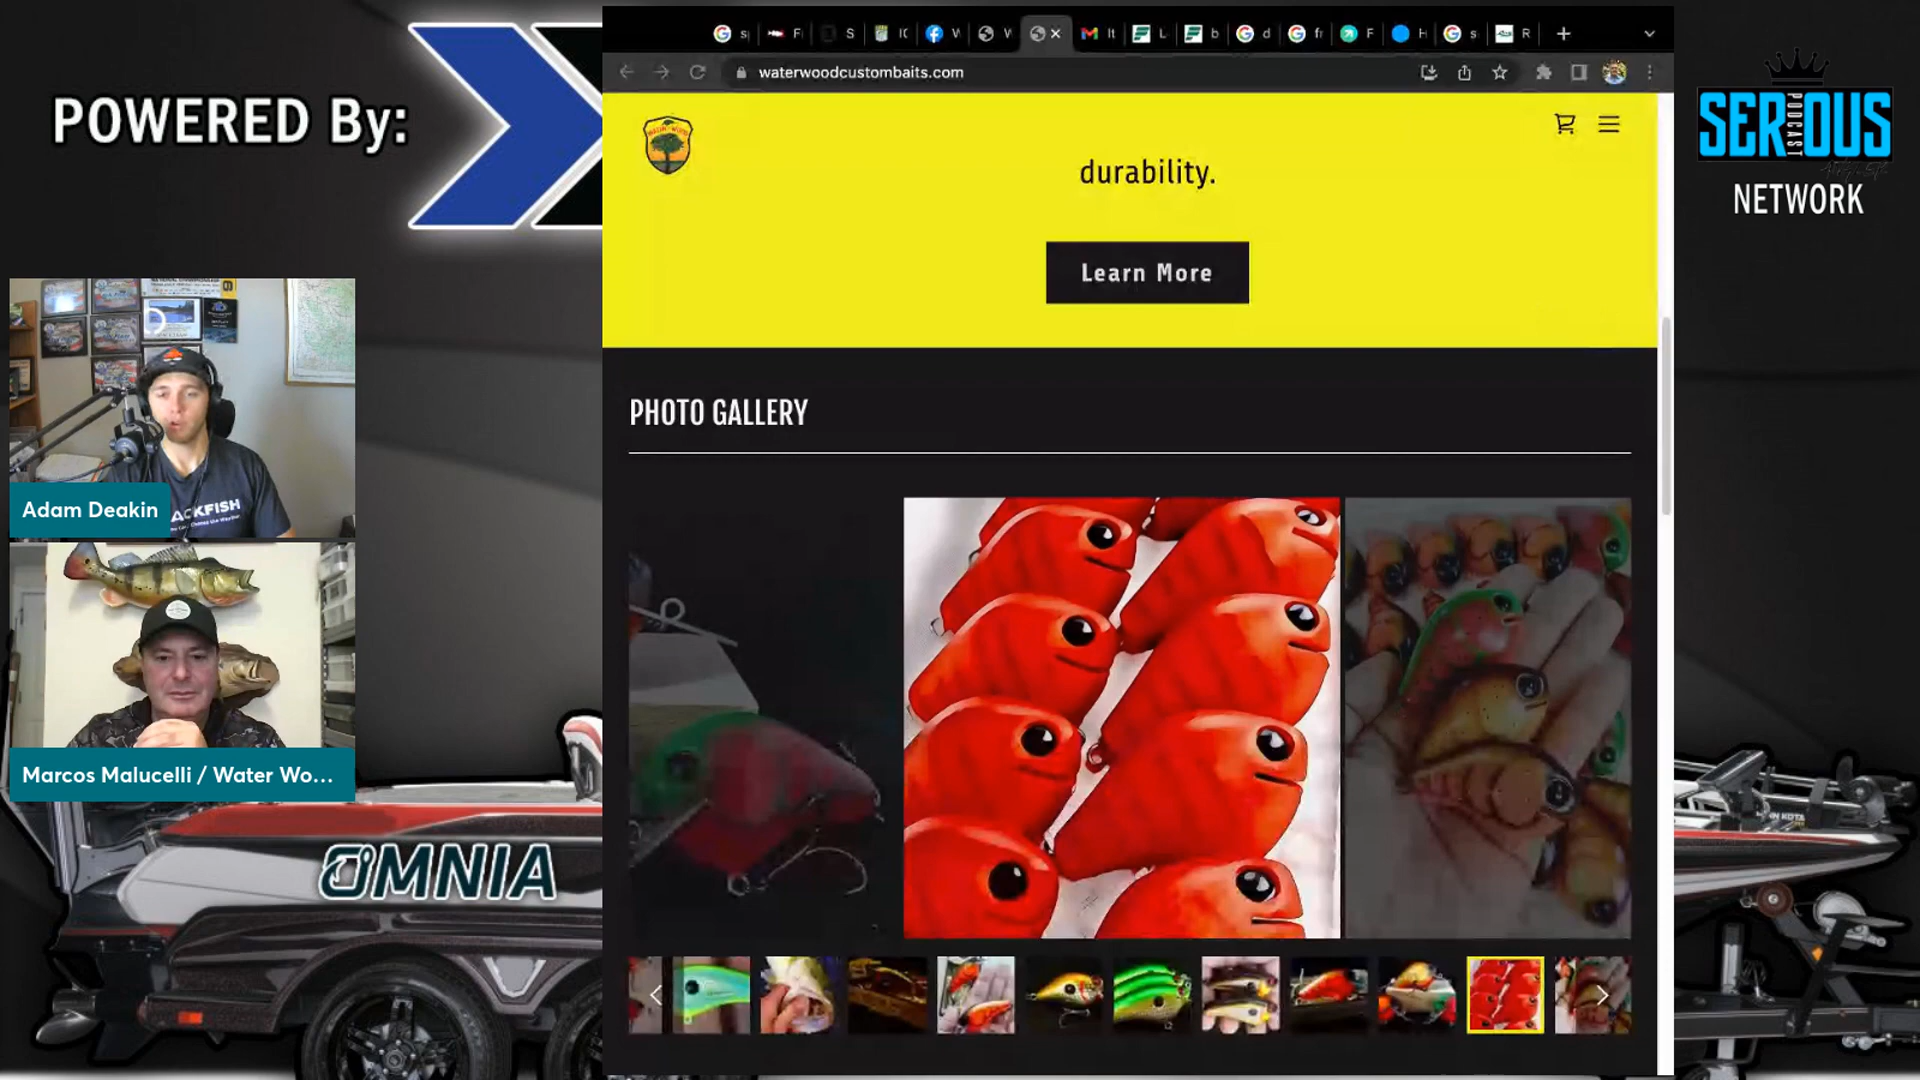 POWERED By:
SERIOUS
PODCAST
NETWORK
waterwoodcustombaits.com
durability.
Learn More
PHOTO GALLERY
Adam Deakin
ACKFISH
Marcos Malucelli / Water Wo...
OMNIA